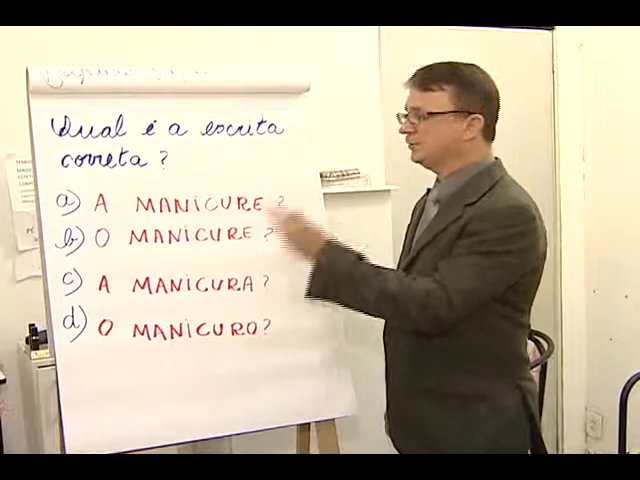 Qual é a escrita
correta?
a) A MANICURE?
b) O MANICURE?
c) A MANICURA?
d) O MANICURO?